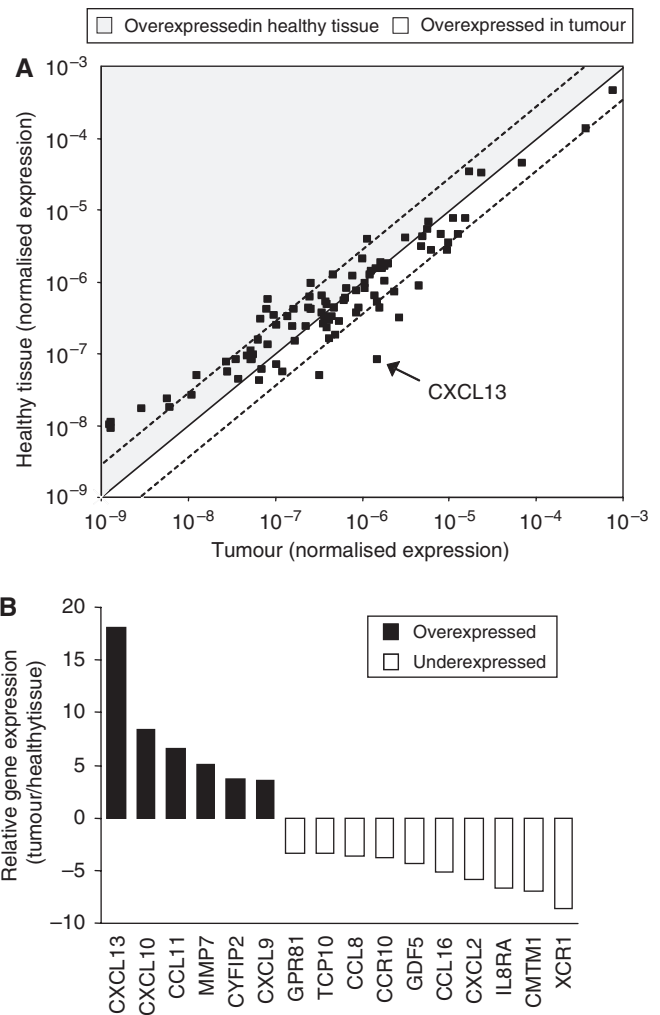 Overexpressedin healthy tissue Overexpressed in tumour
A
10⁻³
10⁻⁴
10⁻⁵
10⁻⁶
10⁻⁷
10⁻⁸
10⁻⁹
Healthy tissue (normalised expression)
CXCL13
10⁻⁹ 10⁻⁸ 10⁻⁷ 10⁻⁶ 10⁻⁵ 10⁻⁴ 10⁻³
Tumour (normalised expression)
B
20
15
10
5
0
−5
−10
Relative gene expression
(tumour/healthytissue)
Overexpressed
Underexpressed
CXCL13
CXCL10
CCL11
MMP7
CYFIP2
CXCL9
GPR81
TCP10
CCL8
CCR10
GDF5
CCL16
CXCL2
IL8RA
CMTM1
XCR1